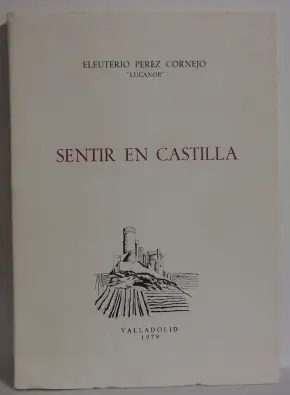 ELEUTERIO PEREZ CORNEJO
"LUCANOR"
SENTIR EN CASTILLA
VALLADOLID
1979